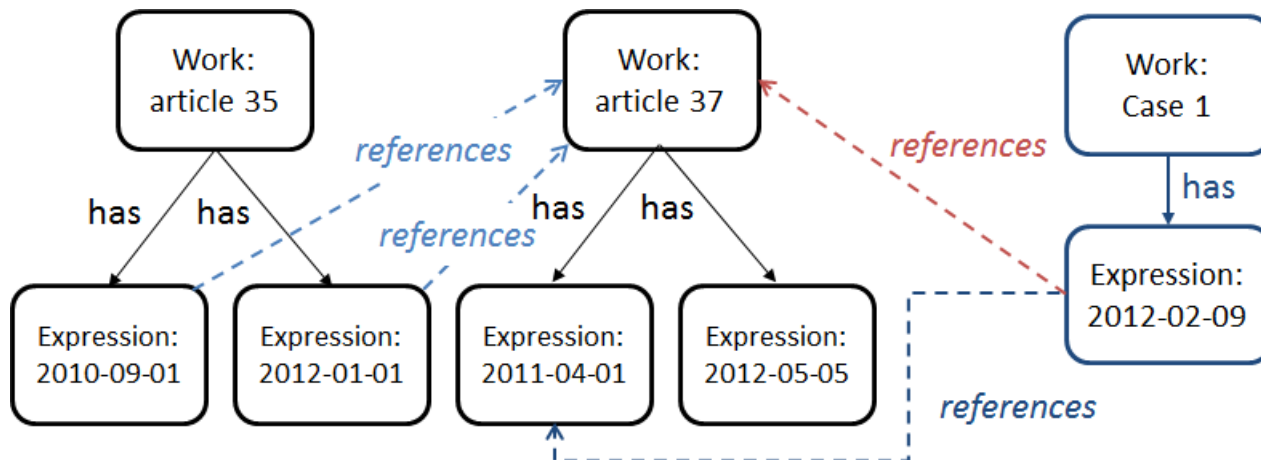 Work:
article 35
Work:
article 37
Work:
Case 1
references
references
has
has
has
has
has
references
Expression:
2010-09-01
Expression:
2012-01-01
Expression:
2011-04-01
Expression:
2012-05-05
Expression:
2012-02-09
references